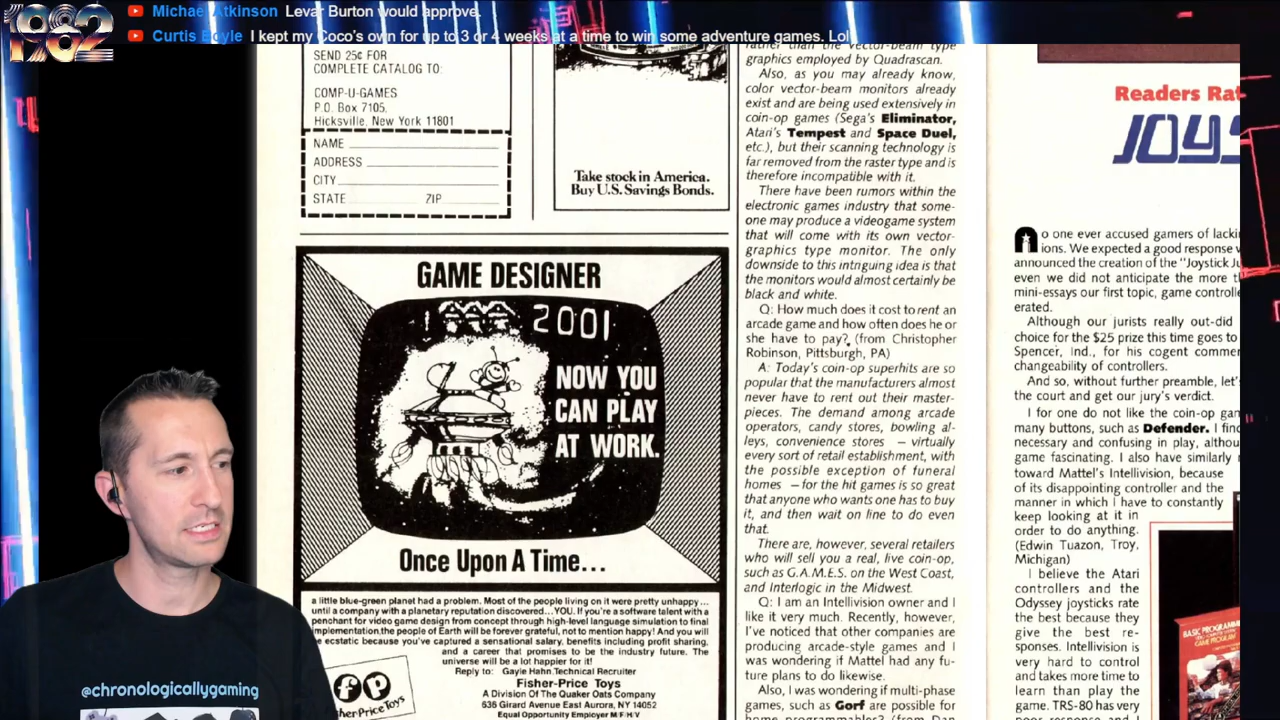 1982
Michael Atkinson Levar Burton would approve.
Curtis Boyle I kept my Coco's own for up to 3 or 4 weeks at a time to win some adventure games. Lol
SEND 25¢ FOR
COMPLETE CATALOG TO:
COMP-U-GAMES
P.O. Box 7105.
Hicksville, New York 11801
NAME
ADDRESS
CITY
STATE ZIP
Take stock in America.
Buy U.S. Savings Bonds.
GAME DESIGNER
2001
NOW YOU
CAN PLAY
AT WORK.
Once Upon A Time...
a little blue-green planet had a problem. Most of the people living on it were pretty unhappy...
until a company with a planetary reputation discovered...YOU. If you're a software talent with a
penchant for video game design from concept through high-level language simulation to final
implementation,the people of Earth will be forever grateful, not to mention happy! And you will
be ecstatic because you've captured a sensational salary, benefits including profit sharing,
and a career that promises to be the industry future. The
universe will be a lot happier for it!
Reply to: Gayle Hahn,Technical Recruiter
Fisher-Price Toys
A Division Of The Quaker Oats Company
636 Girard Avenue East Aurora, NY 14052
Equal Opportunity Employer M/F/H/V
fp
her-Price Toys
rather than the vector-beam type
graphics employed by Quadrascan.
Also, as you may already know,
color vector-beam monitors already
exist and are being used extensively in
coin-op games (Sega's Eliminator,
Atari's Tempest and Space Duel,
etc.), but their scanning technology is
far removed from the raster type and is
therefore incompatible with it.
There have been rumors within the
electronic games industry that some-
one may produce a videogame system
that will come with its own vector-
graphics type monitor. The only
downside to this intriguing idea is that
the monitors would almost certainly be
black and white.
Q: How much does it cost to rent an
arcade game and how often does he or
she have to pay? (from Christopher
Robinson, Pittsburgh, PA)
A: Today's coin-op superhits are so
popular that the manufacturers almost
never have to rent out their master-
pieces. The demand among arcade
operators, candy stores, bowling al-
leys, convenience stores — virtually
every sort of retail establishment, with
the possible exception of funeral
homes — for the hit games is so great
that anyone who wants one has to buy
it, and then wait on line to do even
that.
There are, however, several retailers
who will sell you a real, live coin-op,
such as G.A.M.E.S. on the West Coast,
and Interlogic in the Midwest.
Q: I am an Intellivision owner and I
like it very much. Recently, however,
I've noticed that other companies are
producing arcade-style games and I
was wondering if Mattel had any fu-
ture plans to do likewise.
Also, I was wondering if multi-phase
games, such as Gorf are possible for
home programmables? (from Dan
Readers Rat
JOYS
o one ever accused gamers of lacki
ions. We expected a good response
announced the creation of the "Joystick Ju
even we did not anticipate the more t
mini-essays our first topic, game controlle
erated.
Although our jurists really out-did
choice for the $25 prize this time goes to
Spencer, Ind., for his cogent comme
changeability of controllers.
And so, without further preamble, let'
the court and get our jury's verdict.
I for one do not like the coin-op gan
many buttons, such as Defender. I find
necessary and confusing in play, althou
game fascinating. I also have similarly
toward Mattel's Intellivision, because
of its disappointing controller and the
manner in which I have to constantly
keep looking at it in
order to do anything.
(Edwin Tuazon, Troy,
Michigan)
I believe the Atari
controllers and the
Odyssey joysticks rate
the best because they
give the best re-
sponses. Intellivision is
very hard to control
and takes more time to
learn than play the
game. TRS-80 has very
poor response and I
BASIC PROGRAMM
GAME PROGRAM
@chronologicallygaming